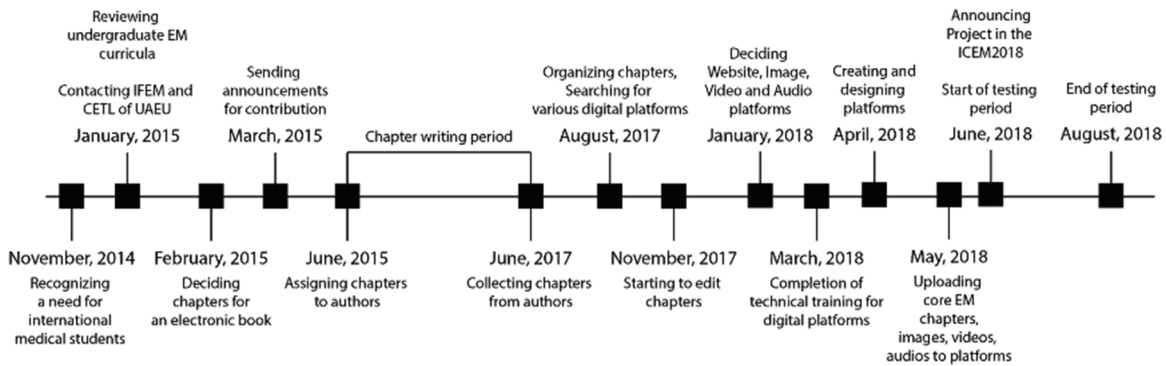 Reviewing
undergraduate EM
curricula
Contacting IFEM and
CETL of UAEU
January, 2015
Sending
announcements
for contribution
March, 2015
Chapter writing period
Organizing chapters,
Searching for
various digital platforms
August, 2017
Deciding
Website, Image,
Video and Audio
platforms
January, 2018
Creating and
designing
platforms
April, 2018
Announcing
Project in the
ICEM2018
Start of testing
period
June, 2018
End of testing
period
August, 2018
November, 2014
Recognizing
a need for
international
medical students
February, 2015
Deciding
chapters for
an electronic book
June, 2015
Assigning chapters
to authors
June, 2017
Collecting chapters
from authors
November, 2017
Starting to edit
chapters
March, 2018
Completion of
technical training for
digital platforms
May, 2018
Uploading
core EM
chapters,
images, videos,
audios to platforms